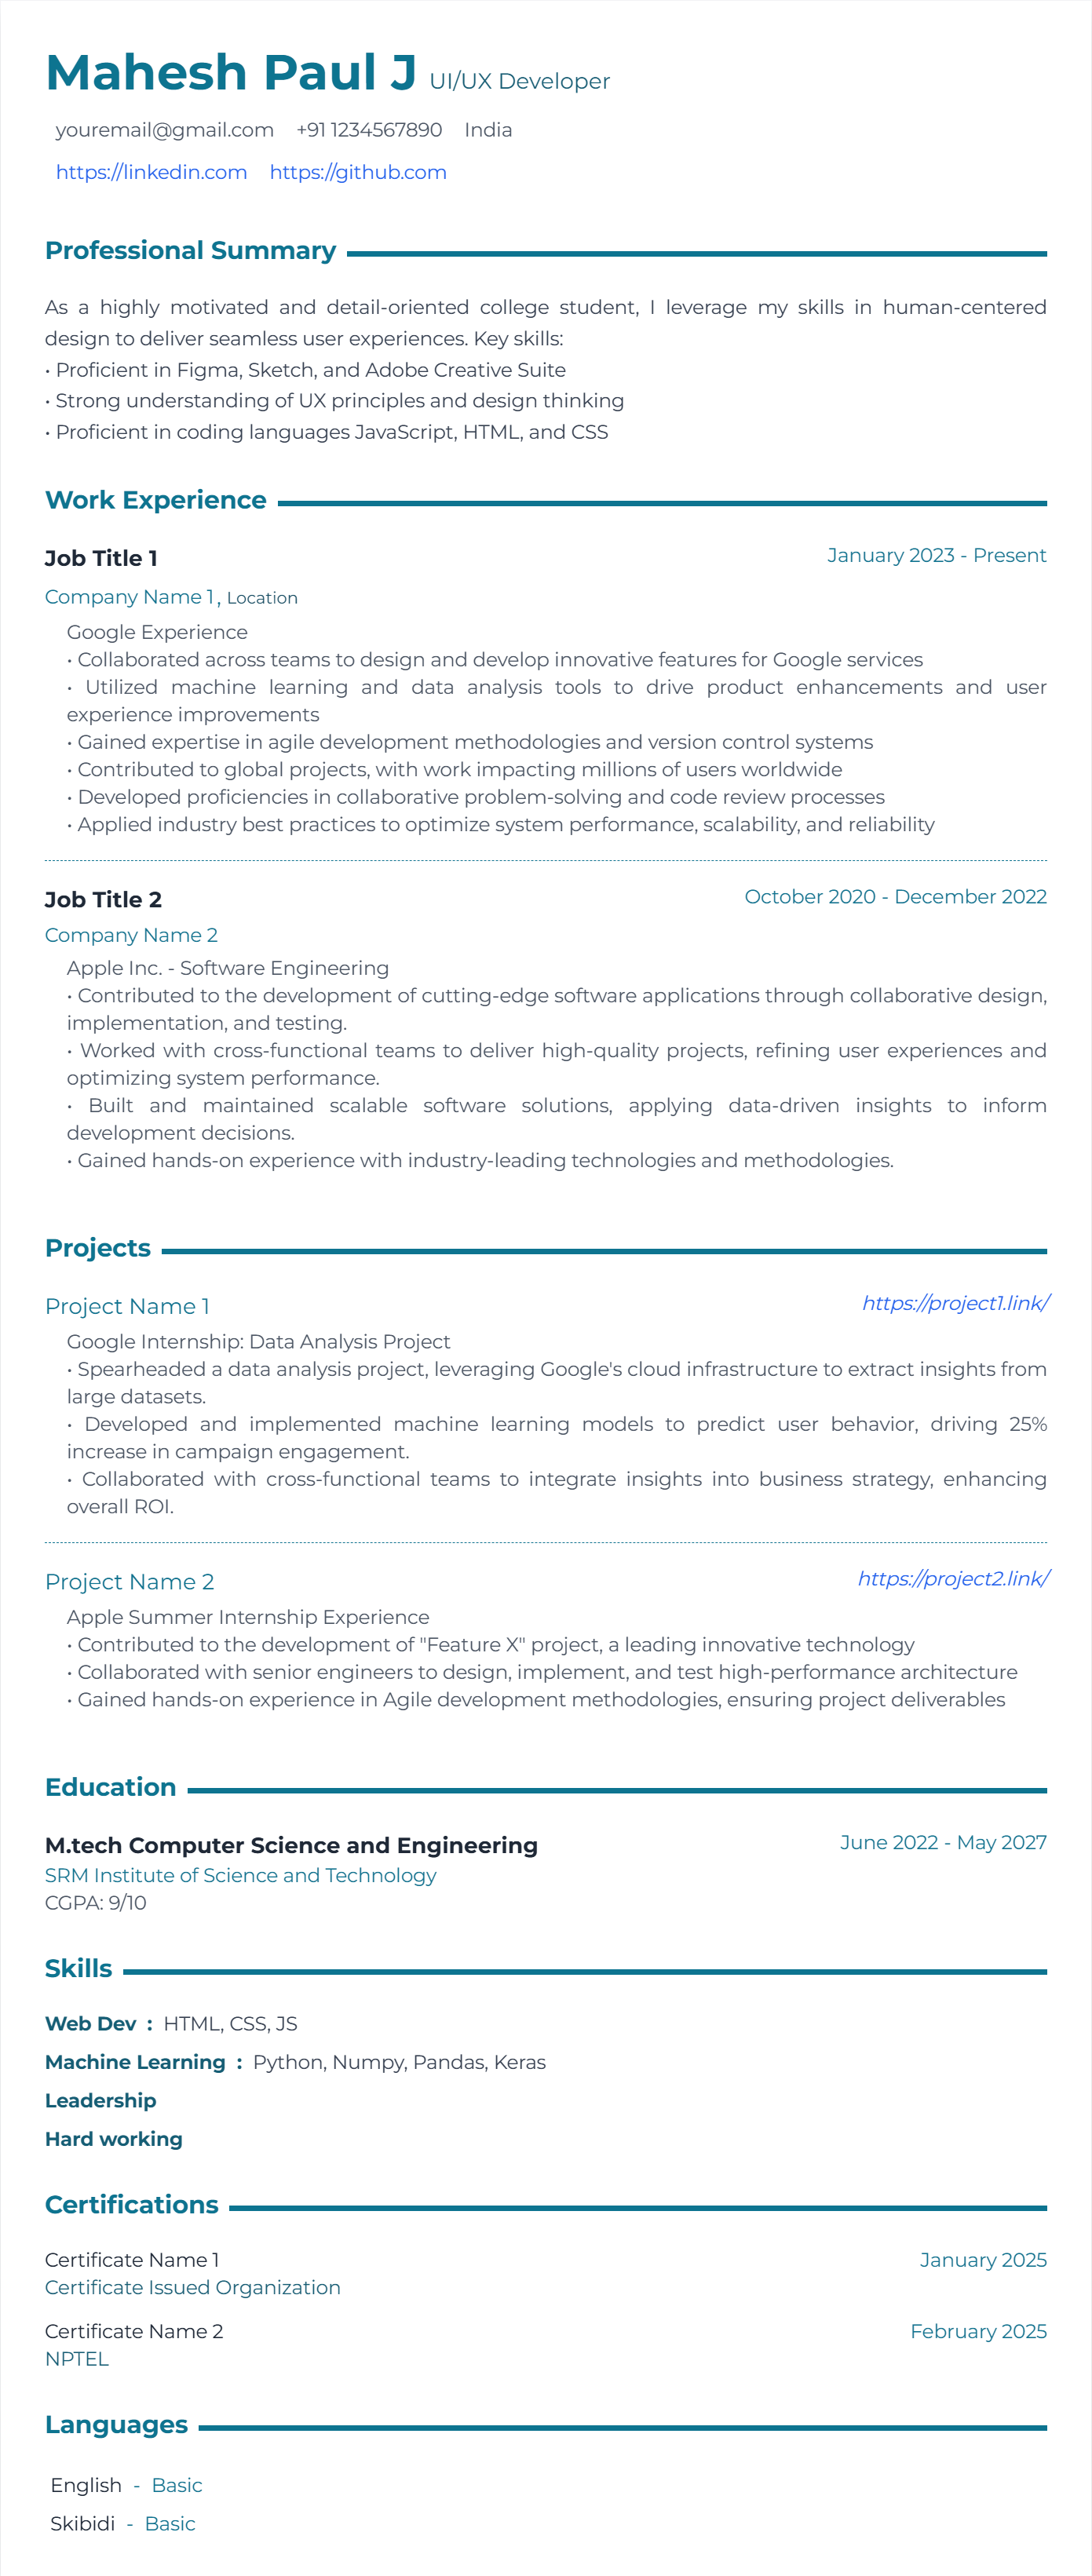 Mahesh Paul J UI/UX Developer
youremail@gmail.com +91 1234567890 India
https://linkedin.com https://github.com
Professional Summary
As a highly motivated and detail-oriented college student, I leverage my skills in human-centered
design to deliver seamless user experiences. Key skills:
• Proficient in Figma, Sketch, and Adobe Creative Suite
• Strong understanding of UX principles and design thinking
• Proficient in coding languages JavaScript, HTML, and CSS
Work Experience
Job Title 1 January 2023 - Present
Company Name 1, Location
Google Experience
• Collaborated across teams to design and develop innovative features for Google services
• Utilized machine learning and data analysis tools to drive product enhancements and user
experience improvements
• Gained expertise in agile development methodologies and version control systems
• Contributed to global projects, with work impacting millions of users worldwide
• Developed proficiencies in collaborative problem-solving and code review processes
• Applied industry best practices to optimize system performance, scalability, and reliability
Job Title 2 October 2020 - December 2022
Company Name 2
Apple Inc. - Software Engineering
• Contributed to the development of cutting-edge software applications through collaborative design,
implementation, and testing.
• Worked with cross-functional teams to deliver high-quality projects, refining user experiences and
optimizing system performance.
• Built and maintained scalable software solutions, applying data-driven insights to inform
development decisions.
• Gained hands-on experience with industry-leading technologies and methodologies.
Projects
Project Name 1 https://project1.link/
Google Internship: Data Analysis Project
• Spearheaded a data analysis project, leveraging Google's cloud infrastructure to extract insights from
large datasets.
• Developed and implemented machine learning models to predict user behavior, driving 25%
increase in campaign engagement.
• Collaborated with cross-functional teams to integrate insights into business strategy, enhancing
overall ROI.
Project Name 2 https://project2.link/
Apple Summer Internship Experience
• Contributed to the development of "Feature X" project, a leading innovative technology
• Collaborated with senior engineers to design, implement, and test high-performance architecture
• Gained hands-on experience in Agile development methodologies, ensuring project deliverables
Education
M.tech Computer Science and Engineering June 2022 - May 2027
SRM Institute of Science and Technology
CGPA: 9/10
Skills
Web Dev : HTML, CSS, JS
Machine Learning : Python, Numpy, Pandas, Keras
Leadership
Hard working
Certifications
Certificate Name 1 January 2025
Certificate Issued Organization
Certificate Name 2 February 2025
NPTEL
Languages
English - Basic
Skibidi - Basic